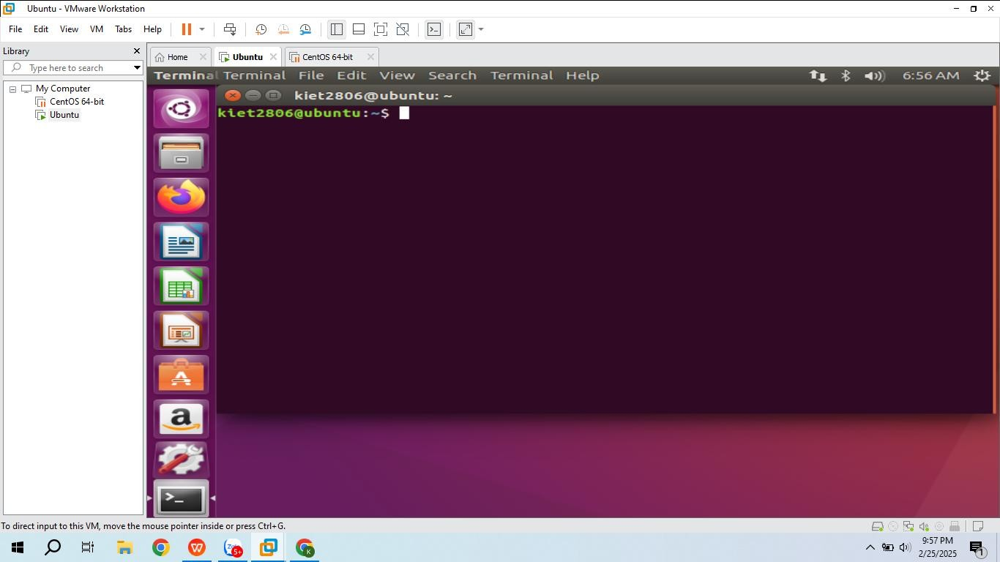 Ubuntu - VMware Workstation
File Edit View VM Tabs Help
Library
Type here to search
My Computer
CentOS 64-bit
Ubuntu
Home Ubuntu CentOS 64-bit
Terminal Terminal File Edit View Search Terminal Help 6:56 AM
kiet2806@ubuntu: ~
kiet2806@ubuntu:~$
To direct input to this VM, move the mouse pointer inside or press Ctrl+G.
9:57 PM
2/25/2025
5+
K
1